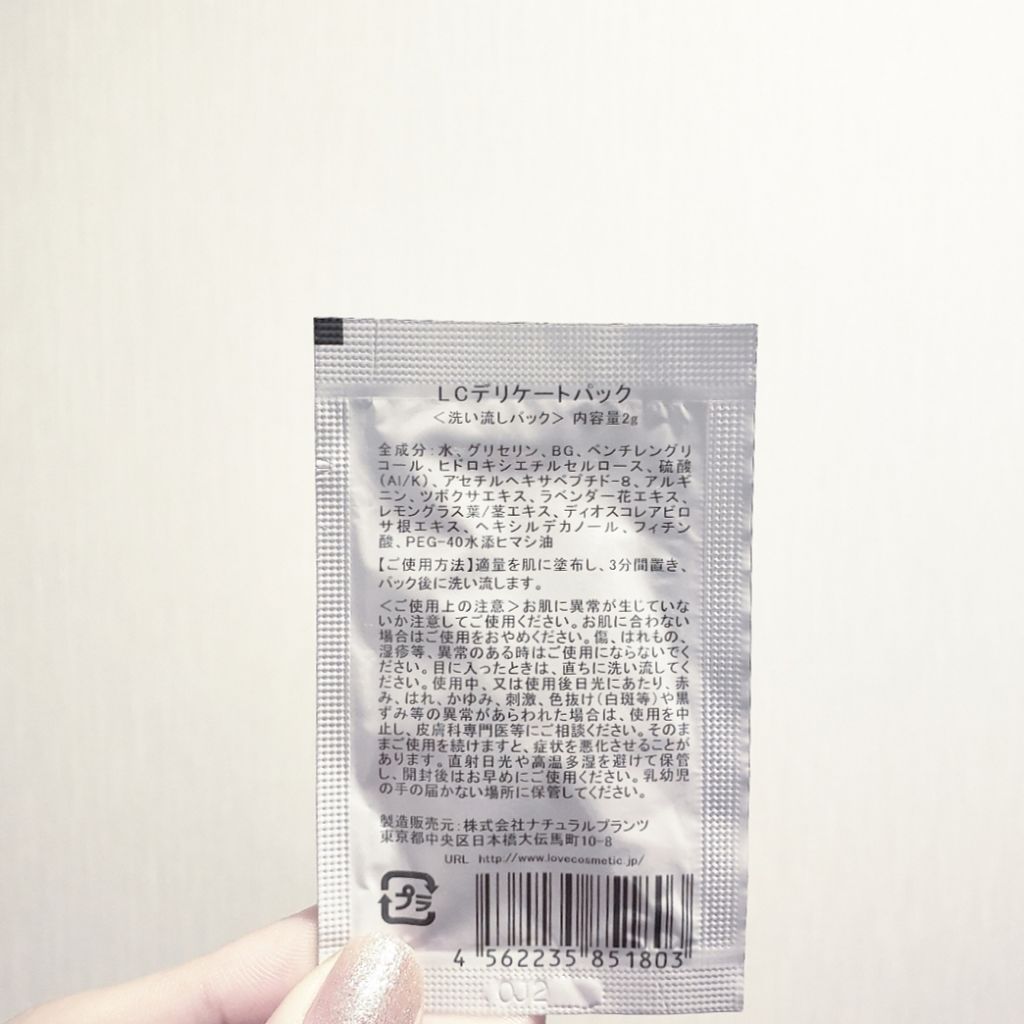 LCデリケートパック
＜洗い流しパック＞ 内容量2g
全成分：水、グリセリン、BG、ペンチレングリ
コール、ヒドロキシエチルセルロース、硫酸
(Al/K)、アセチルヘキサペプチド-8、アルギ
ニン、ツボクサエキス、ラベンダー花エキス、
レモングラス葉/茎エキス、ディオスコレアビロ
サ根エキス、ヘキシルデカノール、フィチン
酸、PEG-40水添ヒマシ油
【ご使用方法】適量を肌に塗布し、3分間置き、
パック後に洗い流します。
＜ご使用上の注意＞お肌に異常が生じていな
いか注意してご使用ください。お肌に合わない
場合はご使用をおやめください。傷、はれもの、
湿疹等、異常のある時はご使用にならないでく
ださい。目に入ったときは、直ちに洗い流してく
ださい。使用中、又は使用後日光にあたり、赤
み、はれ、かゆみ、刺激、色抜け(白斑等)や黒
ずみ等の異常があらわれた場合は、使用を中
止し、皮膚科専門医等にご相談ください。そのま
まご使用を続けますと、症状を悪化させることが
あります。直射日光や高温多湿を避けて保管
し、開封後はお早めにご使用ください。乳幼児
の手の届かない場所に保管してください。
製造販売元：株式会社ナチュラルプランツ
東京都中央区日本橋大伝馬町10-8
URL http://www.lovecosmetic.jp/
プラ
4 562235 851803
0J2